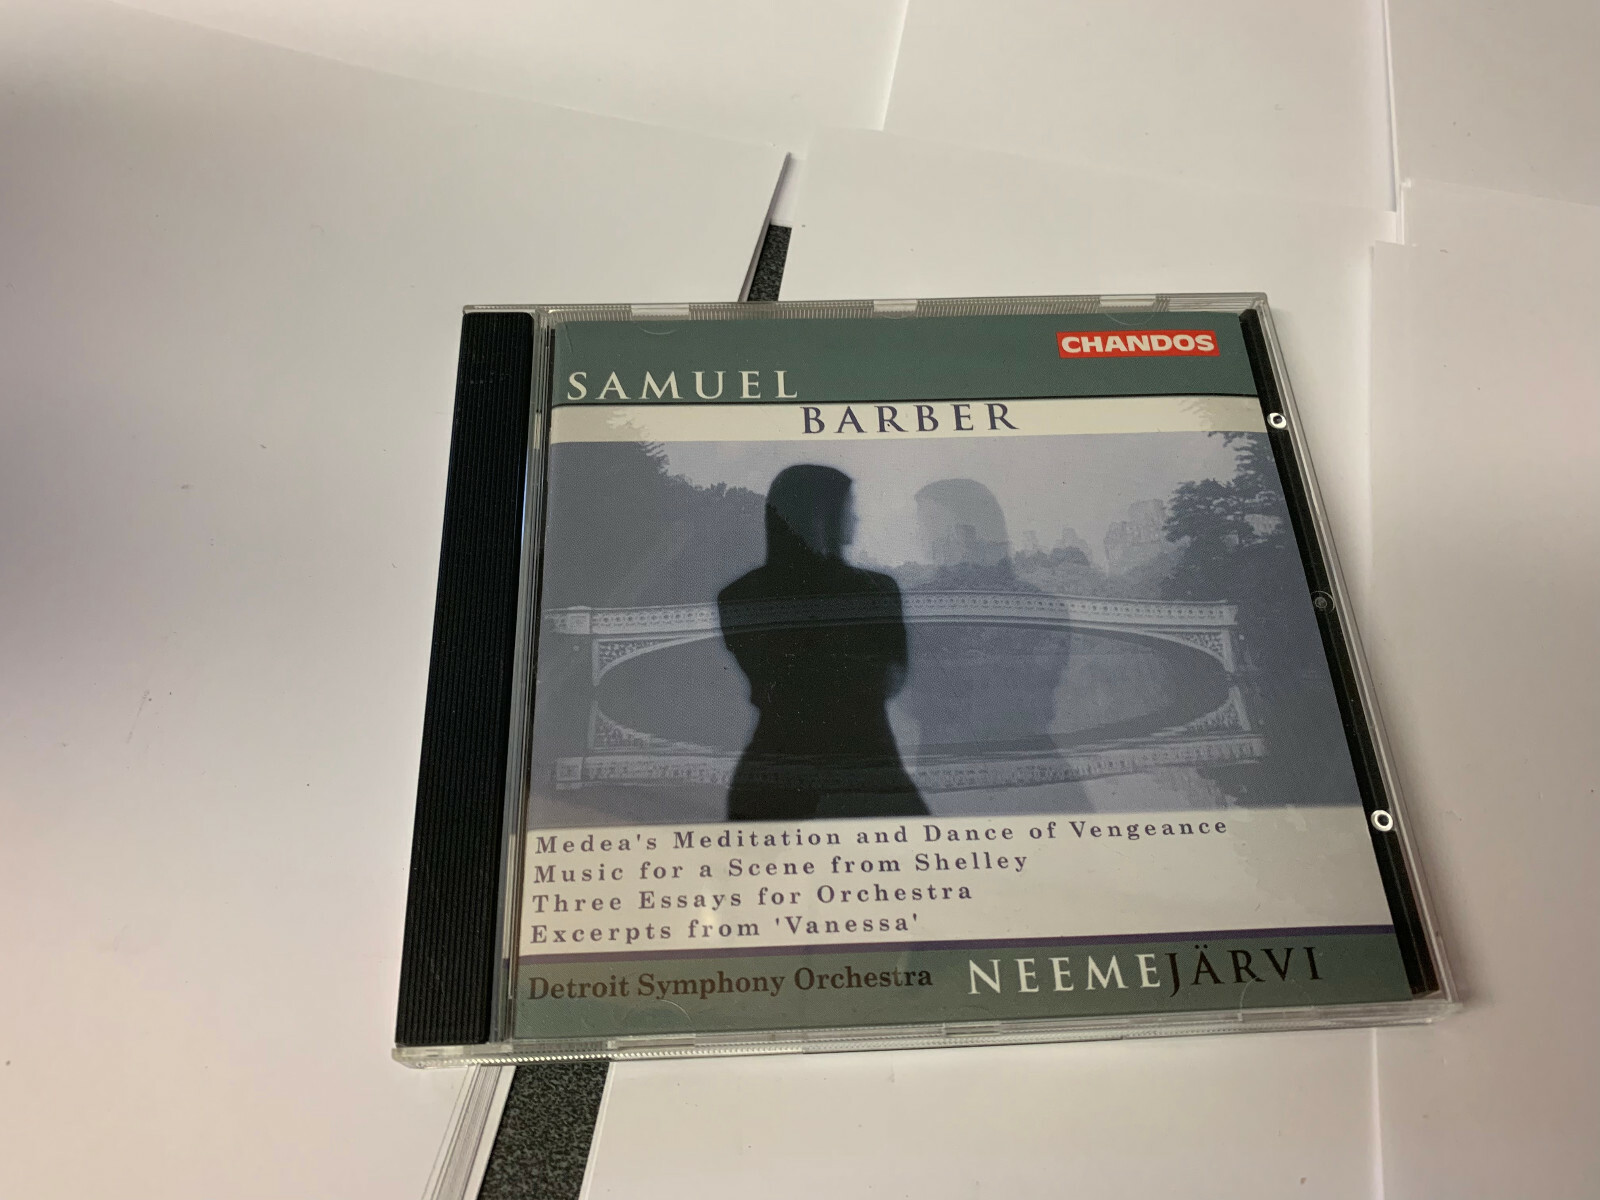 CHANDOS
SAMUEL
BARBER
Medea's Meditation and Dance of Vengeance
Music for a Scene from Shelley
Three Essays for Orchestra
Excerpts from 'Vanessa'
Detroit Symphony Orchestra NEEME JÄRVI